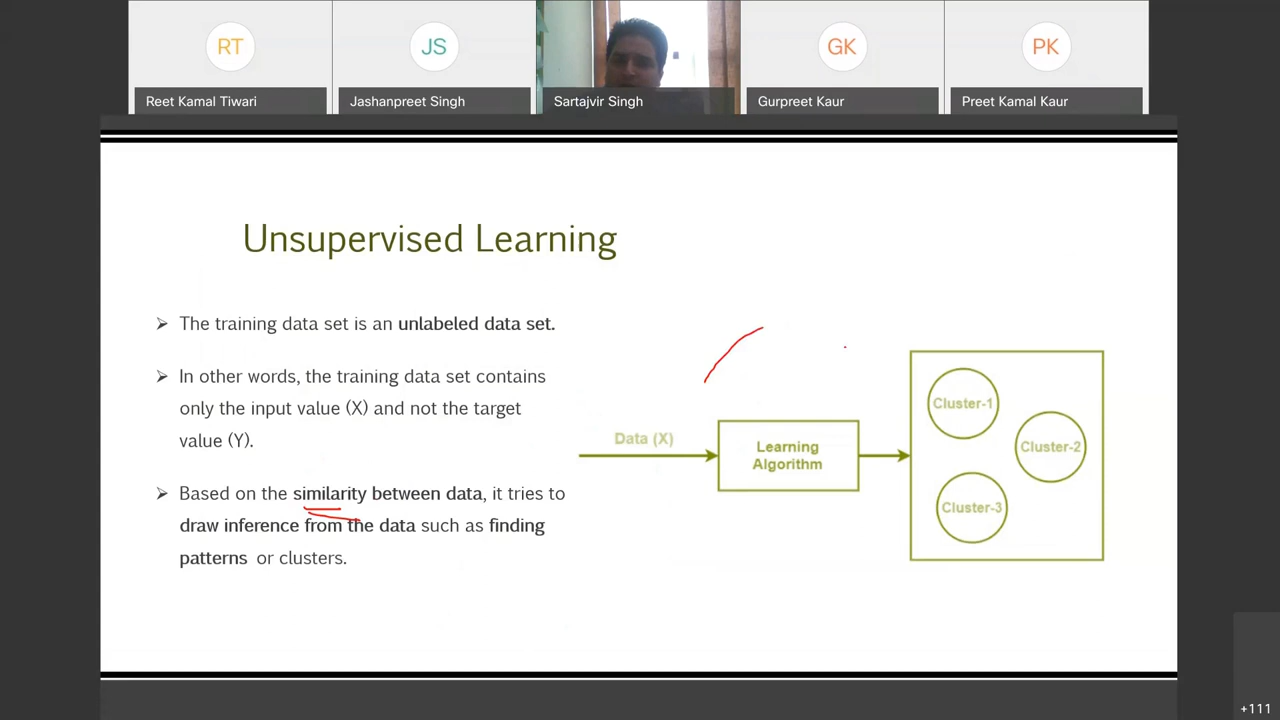 RT
JS
GK
PK
Reet Kamal Tiwari
Jashanpreet Singh
Sartajvir Singh
Gurpreet Kaur
Preet Kamal Kaur
Unsupervised Learning
➢ The training data set is an unlabeled data set.
➢ In other words, the training data set contains
only the input value (X) and not the target
value (Y).
➢ Based on the similarity between data, it tries to
draw inference from the data such as finding
patterns or clusters.
Data (X)
Learning
Algorithm
Cluster-1
Cluster-2
Cluster-3
+111